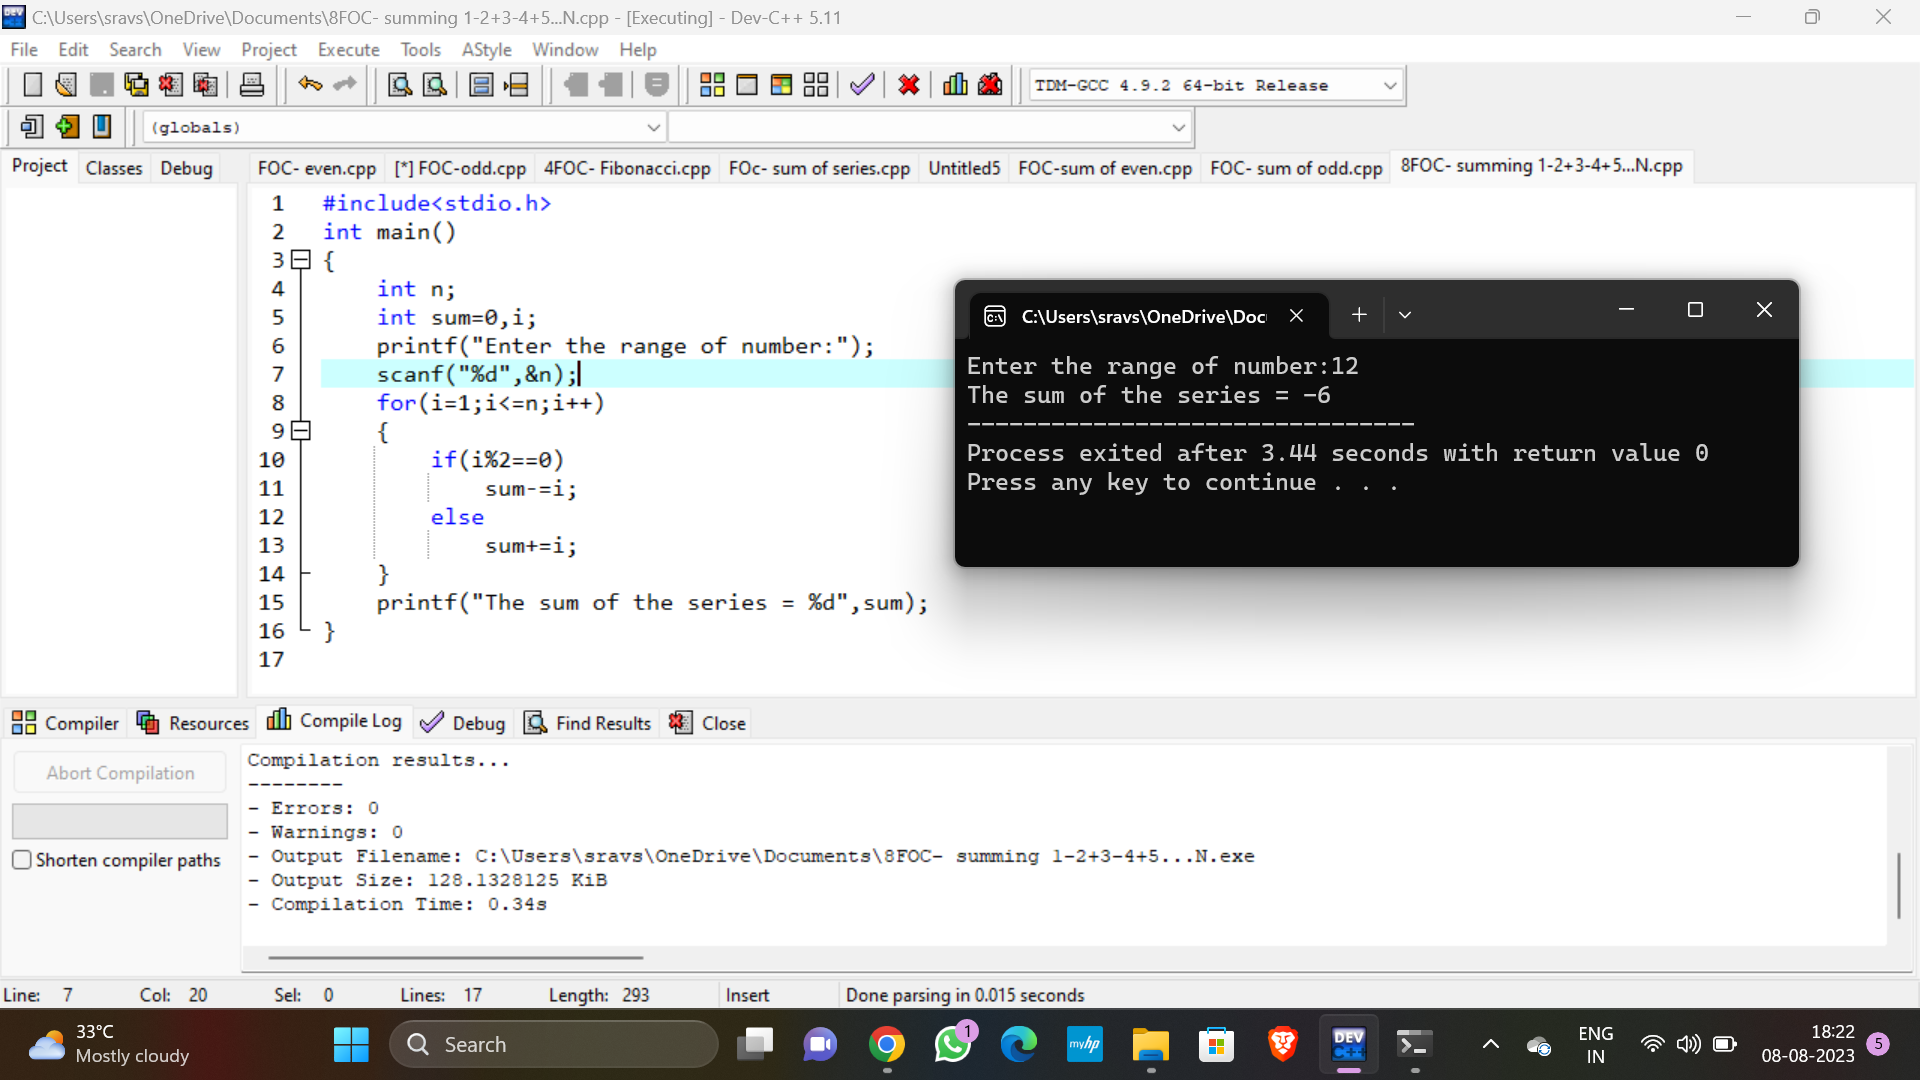 C:\Users\sravs\OneDrive\Documents\8FOC- summing 1-2+3-4+5...N.cpp - [Executing] - Dev-C++ 5.11
File Edit Search View Project Execute Tools AStyle Window Help
TDM-GCC 4.9.2 64-bit Release
(globals)
Project Classes Debug
FOC- even.cpp [*] FOC-odd.cpp 4FOC- Fibonacci.cpp FOc- sum of series.cpp Untitled5 FOC-sum of even.cpp FOC- sum of odd.cpp 8FOC- summing 1-2+3-4+5...N.cpp
1 #include<stdio.h>
2 int main()
3 {
4 int n;
5 int sum=0,i;
6 printf("Enter the range of number:");
7 scanf("%d",&n);
8 for(i=1;i<=n;i++)
9 {
10 if(i%2==0)
11 sum-=i;
12 else
13 sum+=i;
14 }
15 printf("The sum of the series = %d",sum);
16 }
17
C:\Users\sravs\OneDrive\Doc
Enter the range of number:12
The sum of the series = -6
--------------------------------
Process exited after 3.44 seconds with return value 0
Press any key to continue . . .
Compiler Resources Compile Log Debug Find Results Close
Abort Compilation
Shorten compiler paths
Compilation results...
--------
- Errors: 0
- Warnings: 0
- Output Filename: C:\Users\sravs\OneDrive\Documents\8FOC- summing 1-2+3-4+5...N.exe
- Output Size: 128.1328125 KiB
- Compilation Time: 0.34s
Line: 7 Col: 20 Sel: 0 Lines: 17 Length: 293 Insert Done parsing in 0.015 seconds
33°C
Mostly cloudy
Search
1
myhp
DEV
C++
ENG
IN
18:22
08-08-2023
5